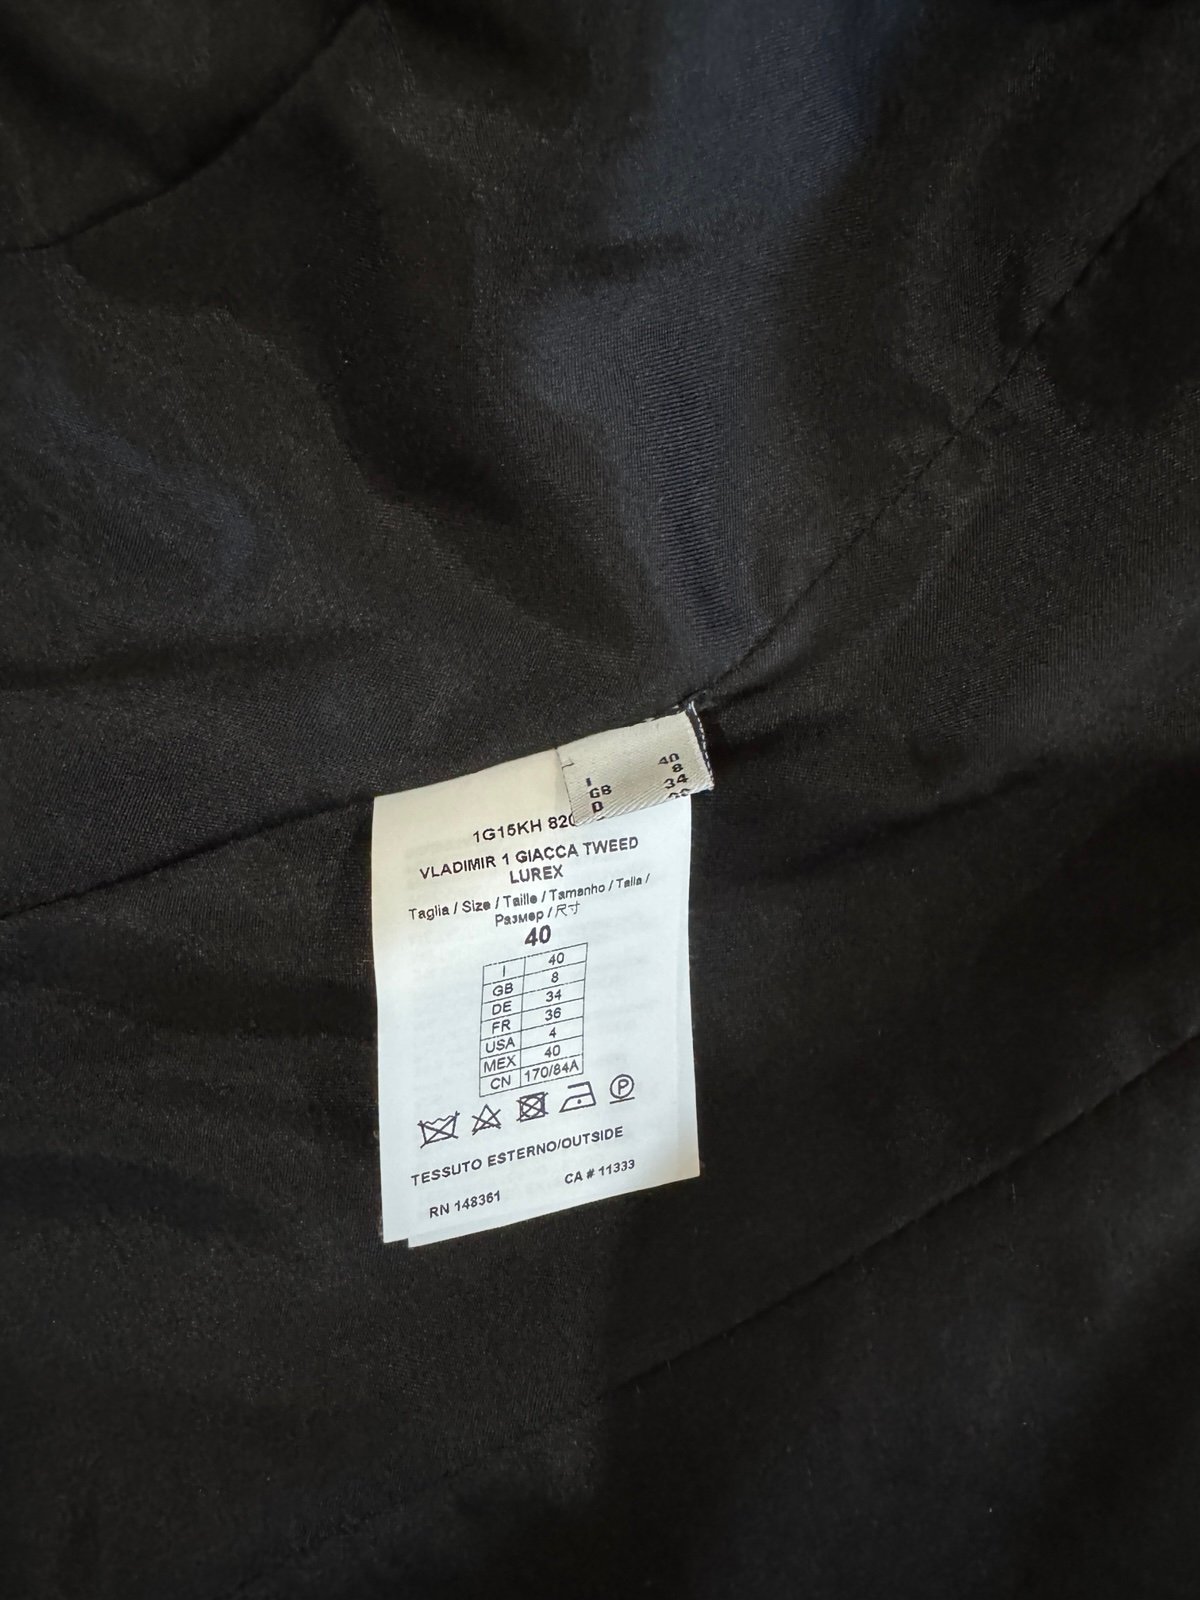 I 40
GB 8
D 34
1G15KH
VLADIMIR 1 GIACCA TWEED
LUREX
Taglia / Size / Taille / Tamanho / Talla /
Размер / 尺寸
40
I 40
GB 8
DE 34
FR 36
USA 4
MEX 40
CN 170/84A
TESSUTO ESTERNO/OUTSIDE
RN 148361 CA # 11333